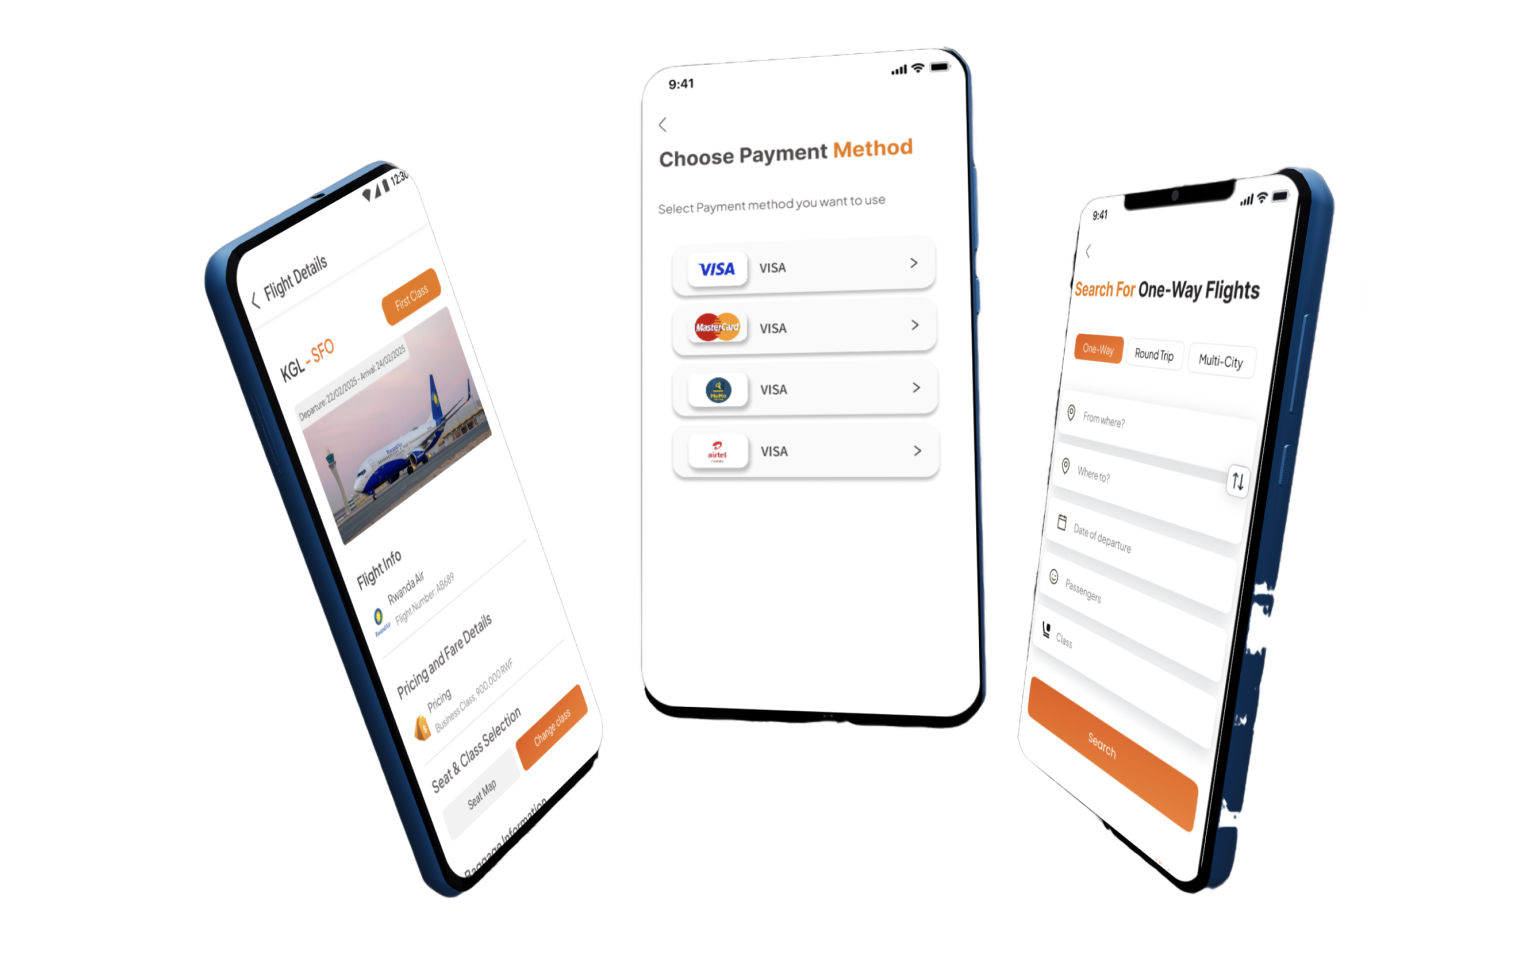 12:30
Flight Details
First Class
KGL - SFO
Departure: 22/02/2025 - Arrival: 24/02/2025
Flight Info
Rwanda Air
Flight Number: AB689
Pricing and Fare Details
Pricing
Business Class, 900,000 RWF
Seat & Class Selection
Seat Map
Change class
Baggage Information
9:41
Choose Payment Method
Select Payment method you want to use
VISA VISA
MasterCard VISA
MoMo VISA
airtel VISA
9:41
Search For One-Way Flights
One-Way Round Trip Multi-City
From where?
Where to?
Date of departure
Passengers
Class
Search